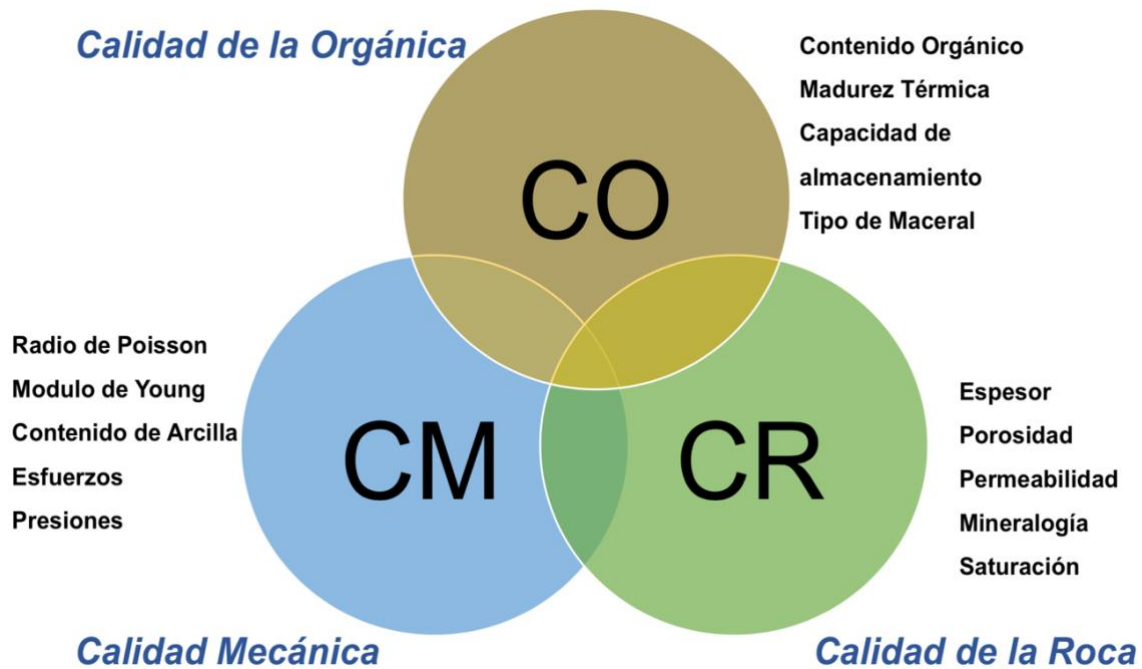 Calidad de la Orgánica
Contenido Orgánico
Madurez Térmica
Capacidad de
almacenamiento
Tipo de Maceral
CO
Radio de Poisson
Modulo de Young
Contenido de Arcilla
Esfuerzos
Presiones
CM
CR
Espesor
Porosidad
Permeabilidad
Mineralogía
Saturación
Calidad Mecánica
Calidad de la Roca